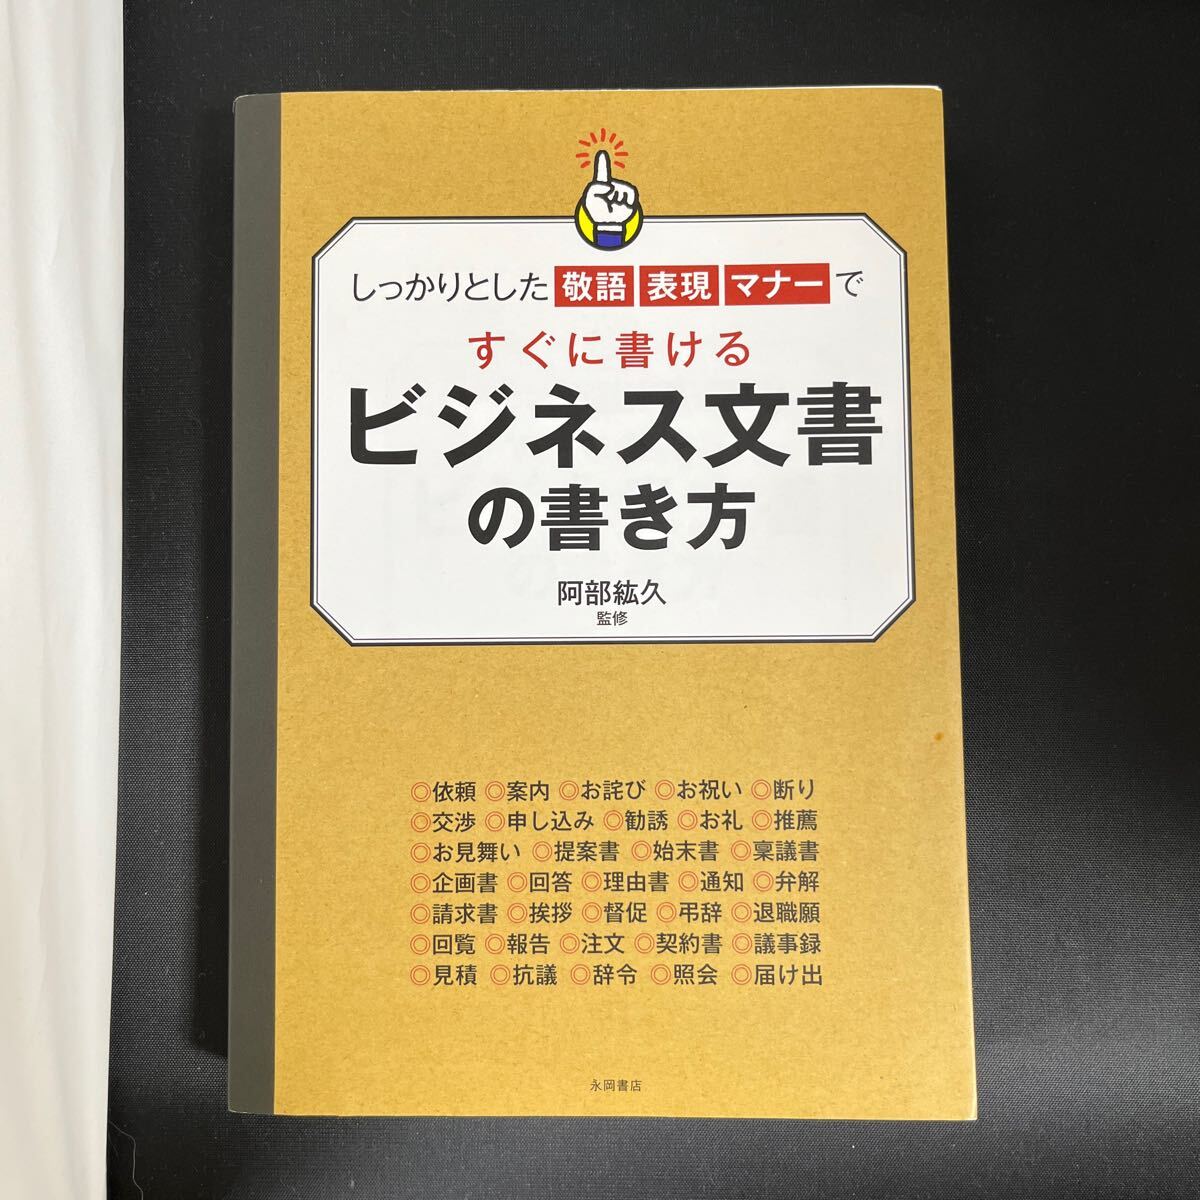 しっかりとした 敬語 表現 マナーで
すぐに書ける
ビジネス文書
の書き方
阿部紘久
監修
◎依頼 ◎案内 ◎お詫び ◎お祝い ◎断り
◎交渉 ◎申し込み ◎勧誘 ◎お礼 ◎推薦
◎お見舞い ◎提案書 ◎始末書 ◎稟議書
◎企画書 ◎回答 ◎理由書 ◎通知 ◎弁解
◎請求書 ◎挨拶 ◎督促 ◎弔辞 ◎退職願
◎回覧 ◎報告 ◎注文 ◎契約書 ◎議事録
◎見積 ◎抗議 ◎辞令 ◎照会 ◎届け出
永岡書店